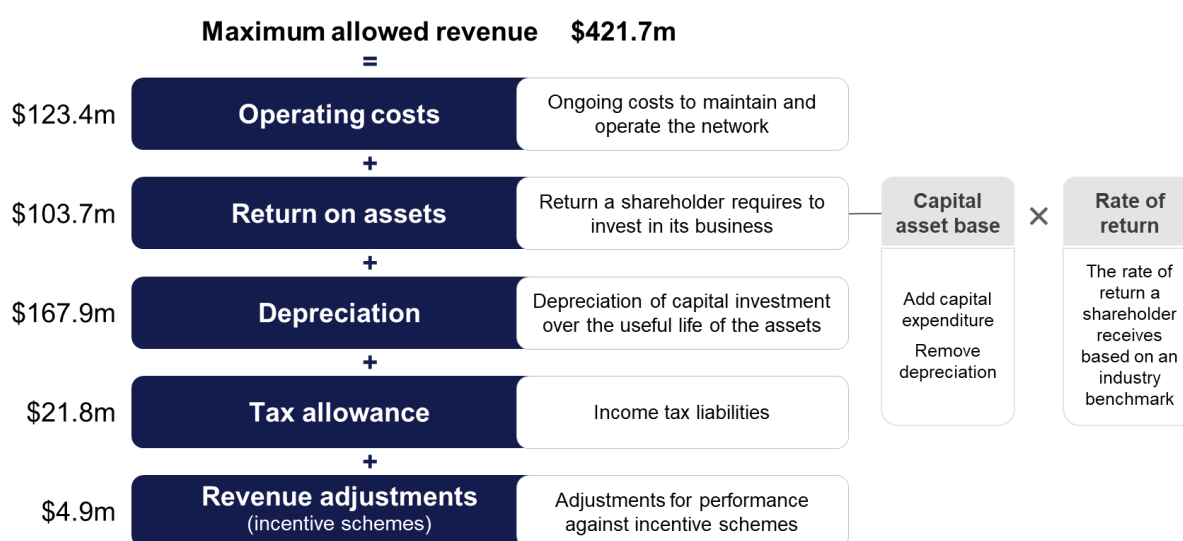 Maximum allowed revenue $421.7m
=
$123.4m
Operating costs
Ongoing costs to maintain and
operate the network
+
$103.7m
Return on assets
Return a shareholder requires to
invest in its business
Capital
asset base
×
Rate of
return
Add capital
expenditure
Remove
depreciation
The rate of
return a
shareholder
receives
based on an
industry
benchmark
+
$167.9m
Depreciation
Depreciation of capital investment
over the useful life of the assets
+
$21.8m
Tax allowance
Income tax liabilities
+
$4.9m
Revenue adjustments
(incentive schemes)
Adjustments for performance
against incentive schemes